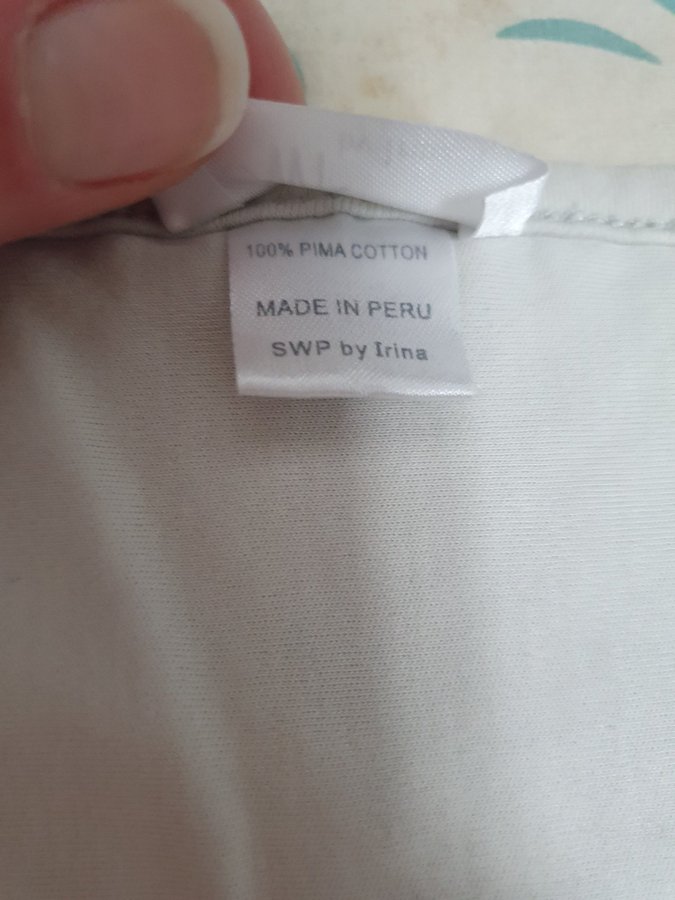 100% PIMA COTTON
MADE IN PERU
SWP by Irina